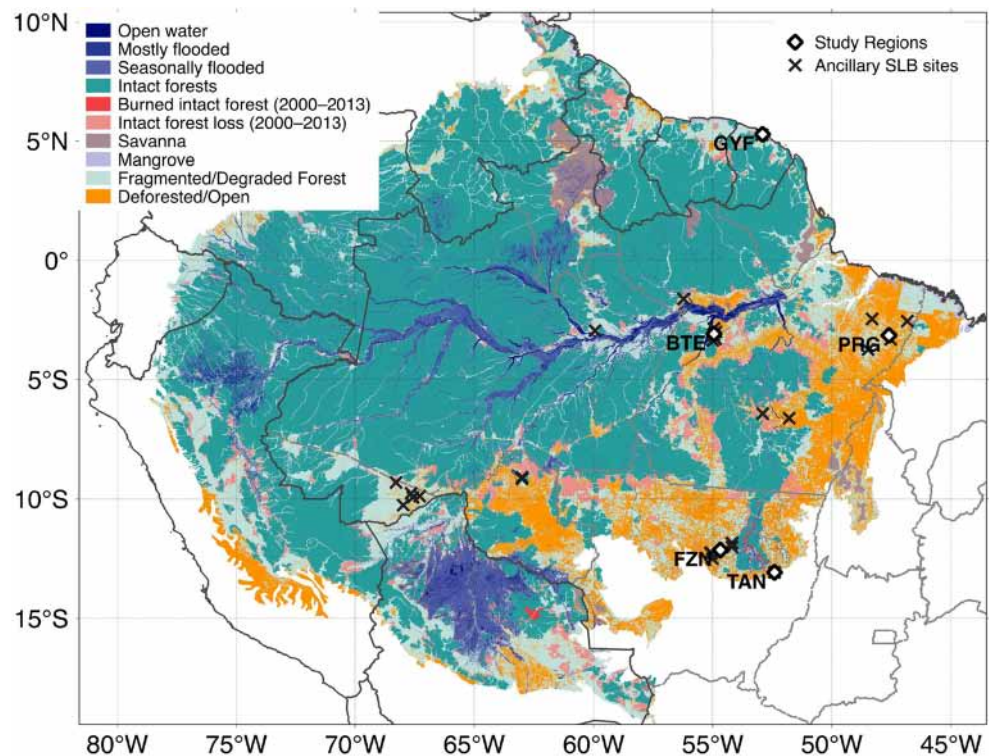 10°N
5°N
0°
5°S
10°S
15°S
Open water
Mostly flooded
Seasonally flooded
Intact forests
Burned intact forest (2000–2013)
Intact forest loss (2000–2013)
Savanna
Mangrove
Fragmented/Degraded Forest
Deforested/Open
Study Regions
Ancillary SLB sites
GYF
BTE
PRG
FZN
TAN
80°W 75°W 70°W 65°W 60°W 55°W 50°W 45°W